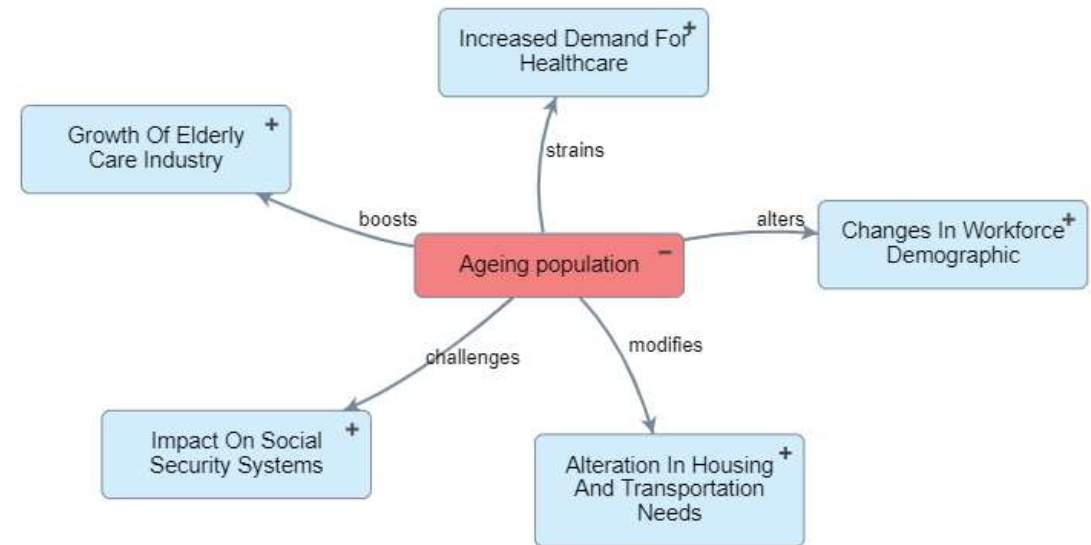 Increased Demand For +
Healthcare
Growth Of Elderly +
Care Industry
strains
boosts
alters
Changes In Workforce +
Demographic
Ageing population −
challenges
modifies
Impact On Social +
Security Systems
Alteration In Housing +
And Transportation
Needs